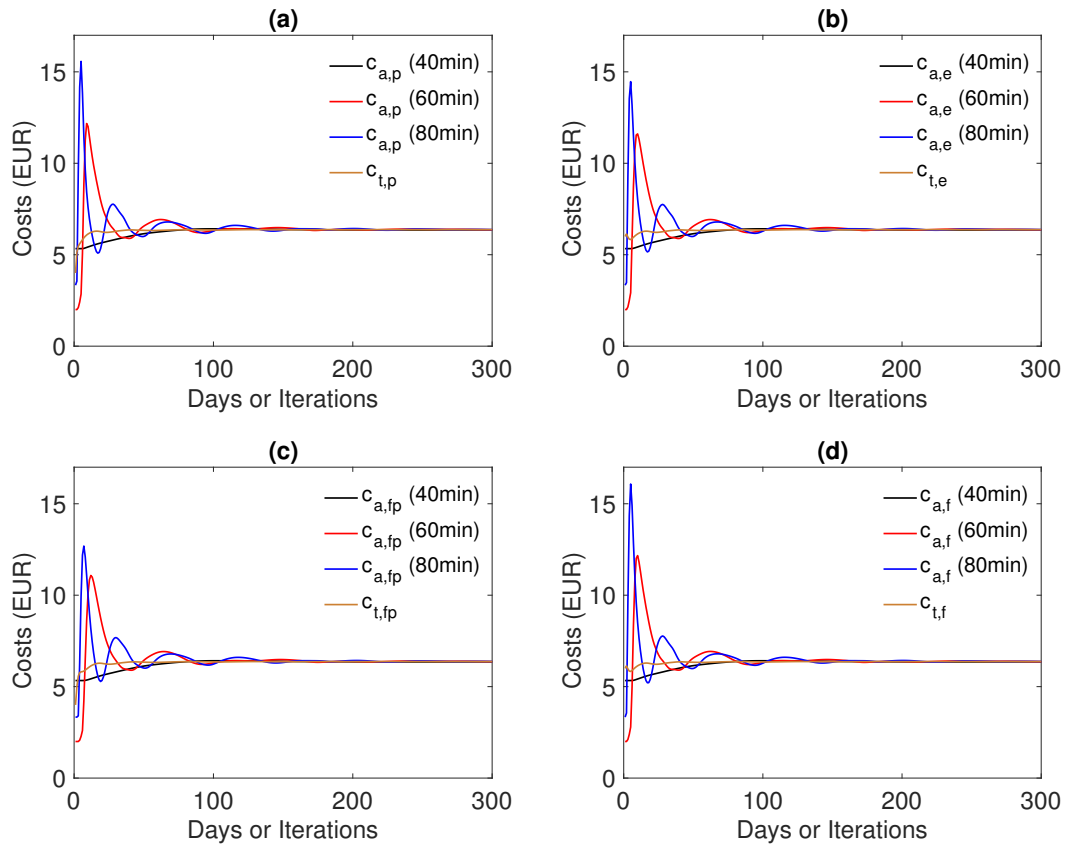 (a)
15
10
5
0
0 100 200 300
Costs (EUR)
Days or Iterations
c_{a,p} (40min)
c_{a,p} (60min)
c_{a,p} (80min)
c_{t,p}
(b)
15
10
5
0
0 100 200 300
Costs (EUR)
Days or Iterations
c_{a,e} (40min)
c_{a,e} (60min)
c_{a,e} (80min)
c_{t,e}
(c)
15
10
5
0
0 100 200 300
Costs (EUR)
Days or Iterations
c_{a,fp} (40min)
c_{a,fp} (60min)
c_{a,fp} (80min)
c_{t,fp}
(d)
15
10
5
0
0 100 200 300
Costs (EUR)
Days or Iterations
c_{a,f} (40min)
c_{a,f} (60min)
c_{a,f} (80min)
c_{t,f}